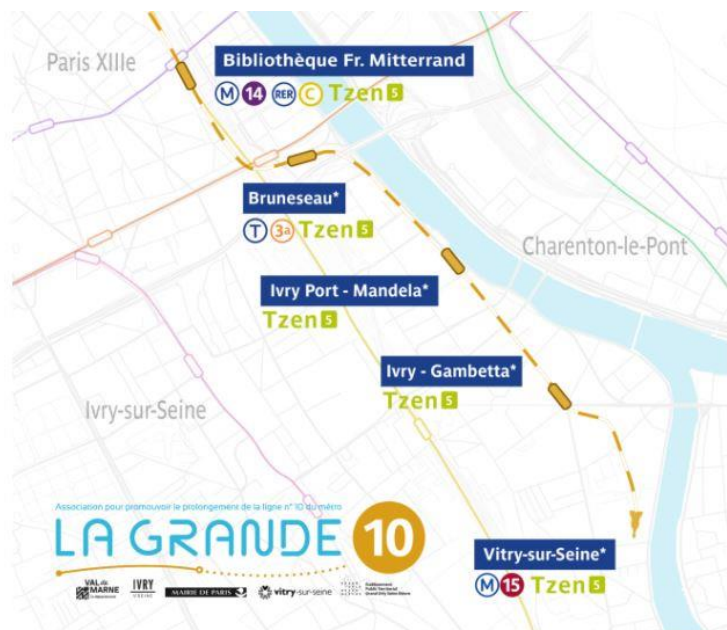 Paris XIIIe
Bibliothèque Fr. Mitterrand
M 14 RER C Tzen 5
Bruneseau*
T 3a Tzen 5
Charenton-le-Pont
Ivry Port - Mandela*
Tzen 5
Ivry - Gambetta*
Tzen 5
Ivry-sur-Seine
Association pour promouvoir le prolongement de la ligne n° 10 du métro
LA GRANDE 10
Vitry-sur-Seine*
M 15 Tzen 5
VAL de MARNE
IVRY
MAIRIE DE PARIS
vitry-sur-seine